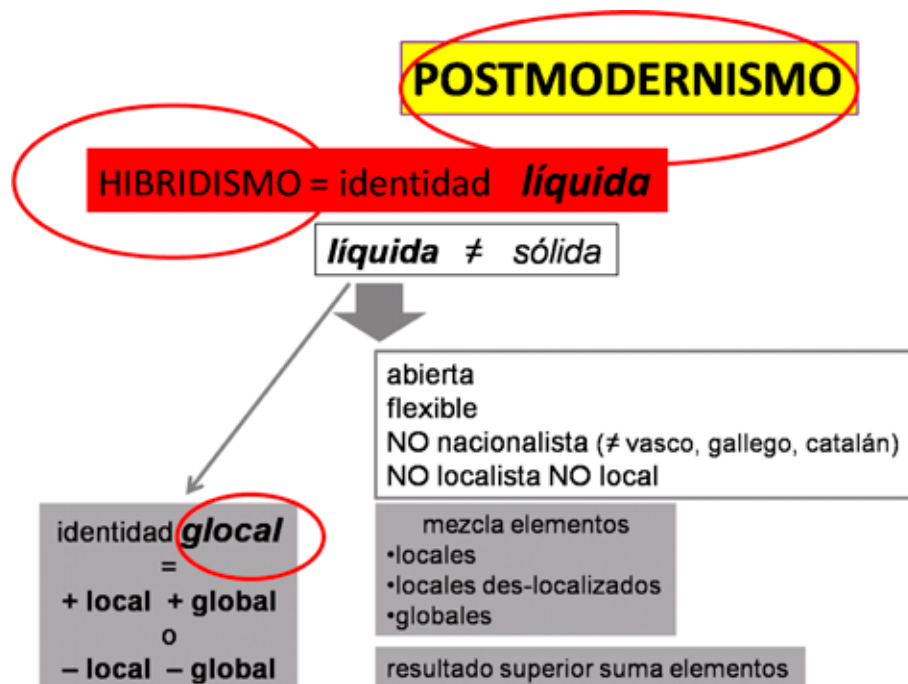 POSTMODERNISMO
HIBRIDISMO = identidad líquida
líquida ≠ sólida
abierta
flexible
NO nacionalista (≠ vasco, gallego, catalán)
NO localista NO local
identidad glocal
=
+ local + global
o
– local – global
mezcla elementos
•locales
•locales des-localizados
•globales
resultado superior suma elementos